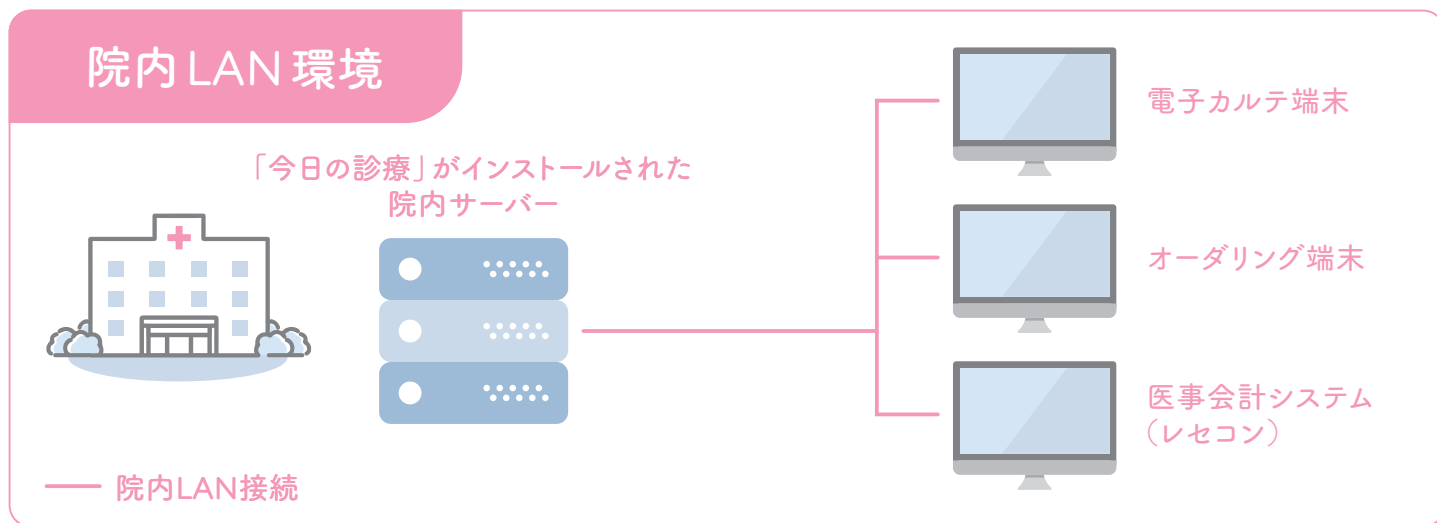 院内 LAN 環境
「今日の診療」がインストールされた
院内サーバー
電子カルテ端末
オーダリング端末
医事会計システム
(レセコン)
院内LAN接続